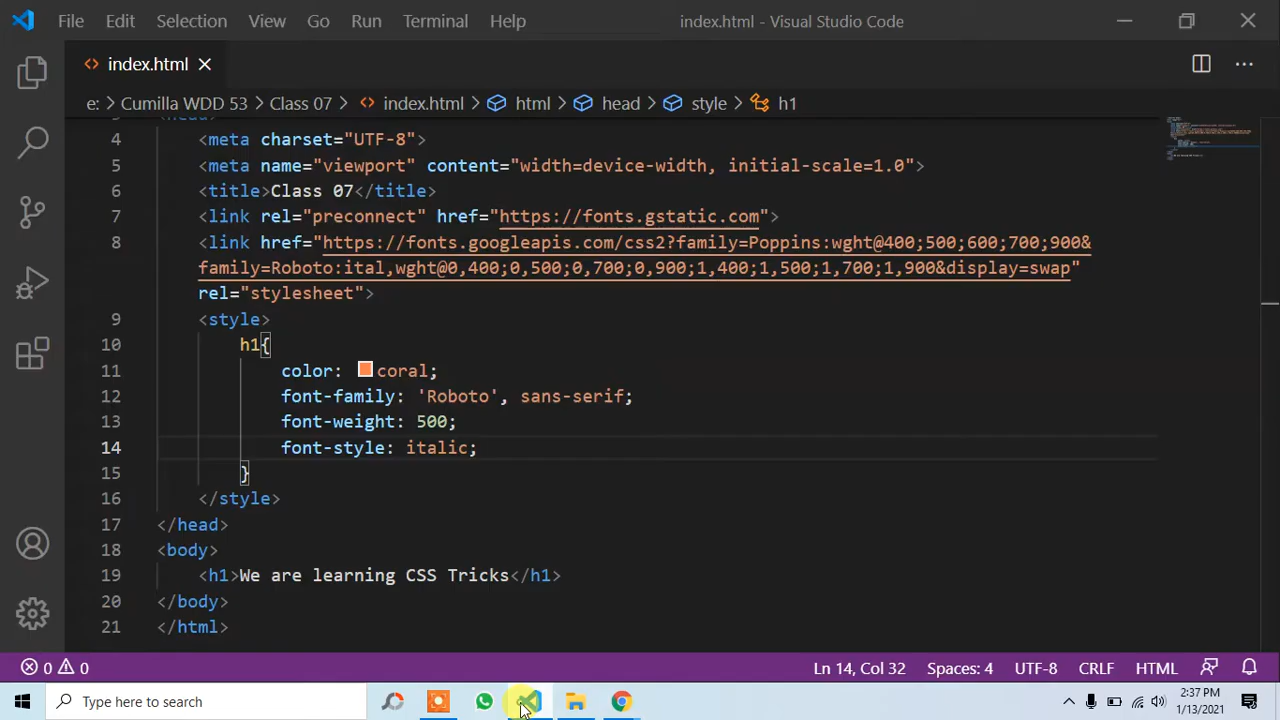 File Edit Selection View Go Run Terminal Help index.html - Visual Studio Code
index.html
e: > Cumilla WDD 53 > Class 07 > index.html > html > head > style > h1
3 <head>
4 <meta charset="UTF-8">
5 <meta name="viewport" content="width=device-width, initial-scale=1.0">
6 <title>Class 07</title>
7 <link rel="preconnect" href="https://fonts.gstatic.com">
8 <link href="https://fonts.googleapis.com/css2?family=Poppins:wght@400;500;600;700;900&
family=Roboto:ital,wght@0,400;0,500;0,700;0,900;1,400;1,500;1,700;1,900&display=swap"
rel="stylesheet">
9 <style>
10 h1{
11 color: coral;
12 font-family: 'Roboto', sans-serif;
13 font-weight: 500;
14 font-style: italic;
15 }
16 </style>
17 </head>
18 <body>
19 <h1>We are learning CSS Tricks</h1>
20 </body>
21 </html>
0 0 Ln 14, Col 32 Spaces: 4 UTF-8 CRLF HTML
Type here to search
2:37 PM
1/13/2021